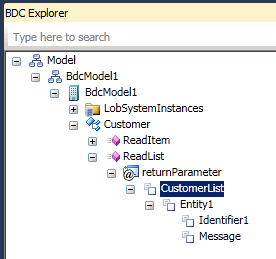 BDC Explorer
Type here to search
Model
BdcModel1
BdcModel1
LobSystemInstances
Customer
ReadItem
ReadList
returnParameter
CustomerList
Entity1
Identifier1
Message